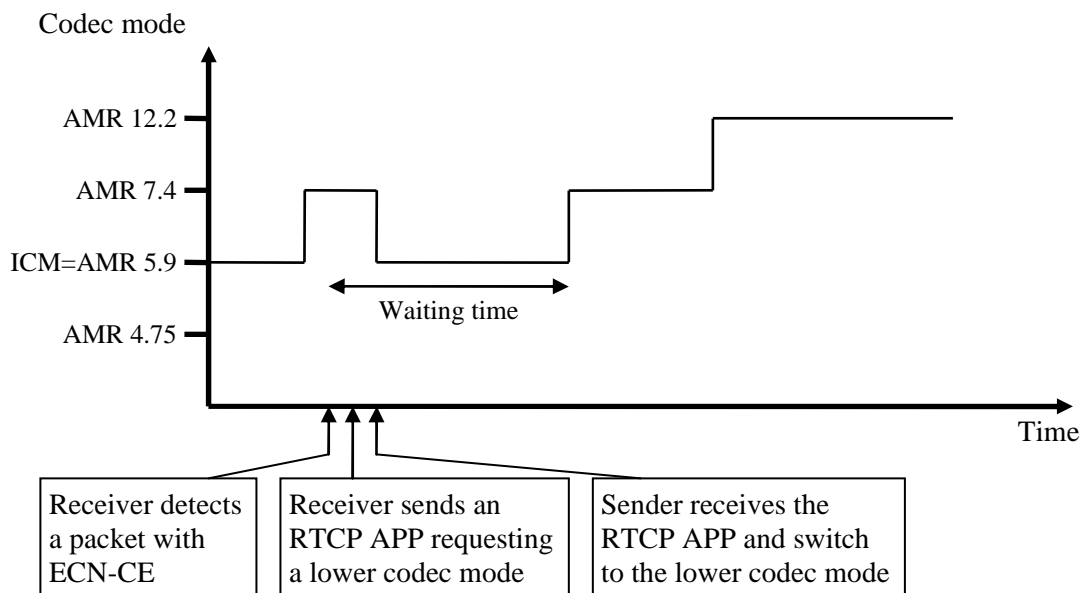 Codec mode
AMR 12.2
AMR 7.4
ICM=AMR 5.9
AMR 4.75
Waiting time
Time
Receiver detects
a packet with
ECN-CE
Receiver sends an
RTCP APP requesting
a lower codec mode
Sender receives the
RTCP APP and switch
to the lower codec mode